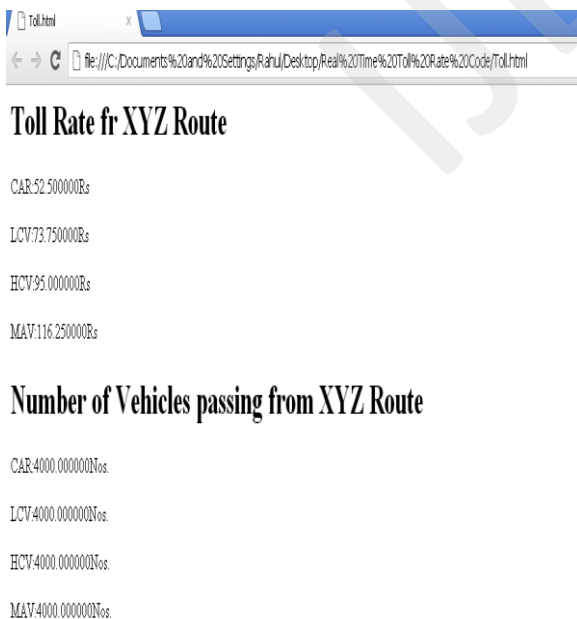 Toll.html
file:///C:/Documents%20and%20Settings/Rahul/Desktop/Real%20Time%20Toll%20Rate%20Code/Toll.html
Toll Rate fr XYZ Route
CAR:52.500000Rs
LCV:73.750000Rs
HCV:95.000000Rs
MAV:116.250000Rs
Number of Vehicles passing from XYZ Route
CAR:4000.000000Nos.
LCV:4000.000000Nos.
HCV:4000.000000Nos.
MAV:4000.000000Nos.